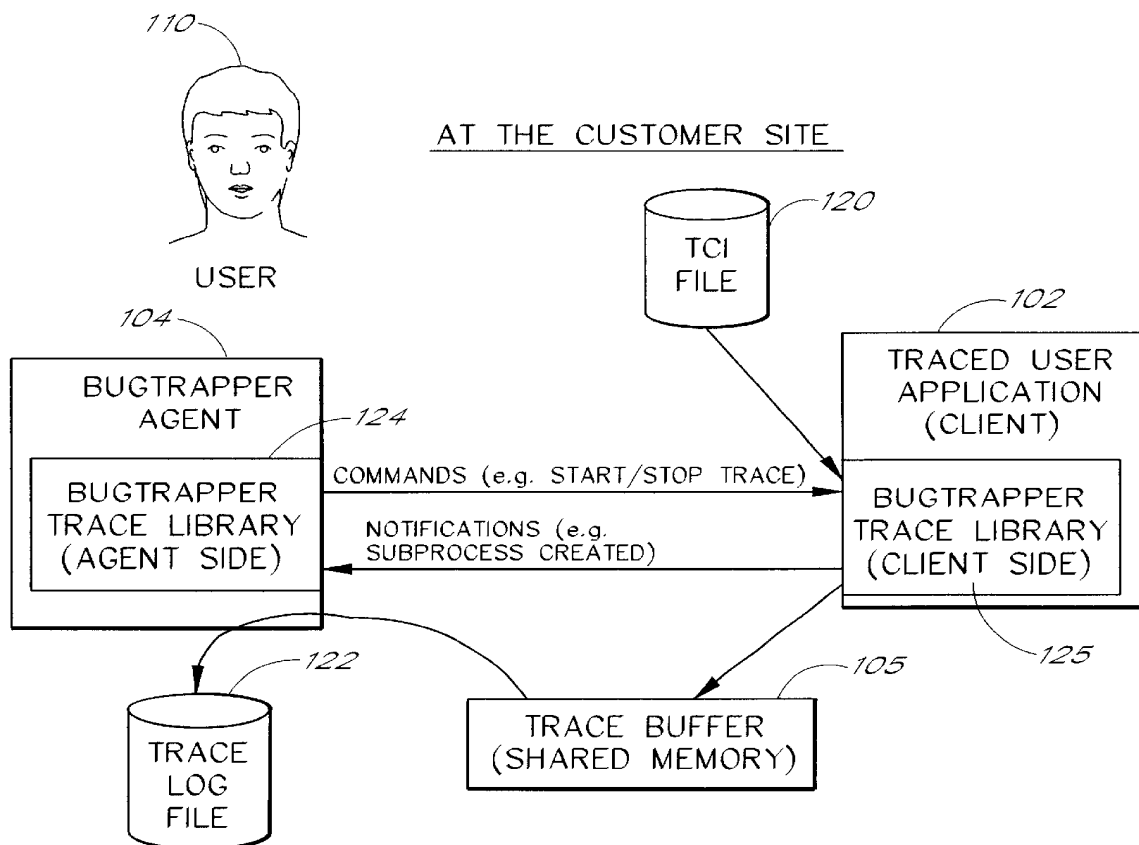 110
AT THE CUSTOMER SITE
USER
120
TCI
FILE
104
BUGTRAPPER
AGENT
124
BUGTRAPPER
TRACE LIBRARY
(AGENT SIDE)
COMMANDS (e.g. START/STOP TRACE)
NOTIFICATIONS (e.g.
SUBPROCESS CREATED)
102
TRACED USER
APPLICATION
(CLIENT)
BUGTRAPPER
TRACE LIBRARY
(CLIENT SIDE)
125
122
TRACE
LOG
FILE
105
TRACE BUFFER
(SHARED MEMORY)